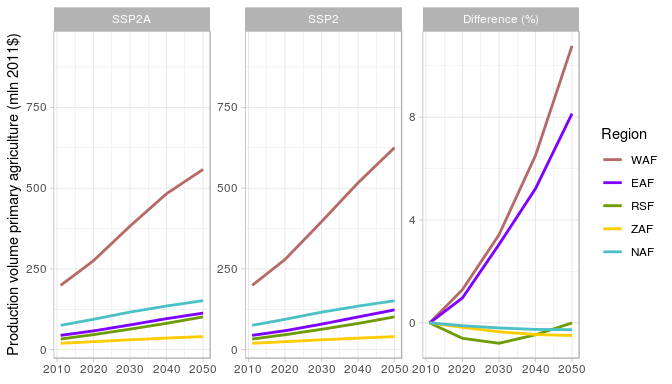 SSP2A SSP2 Difference (%)
Production volume primary agriculture (mln 2011$)
750 750 8
500 500 4
250 250 0
0 0
2010 2020 2030 2040 2050 2010 2020 2030 2040 2050 2010 2020 2030 2040 2050
Region
WAF
EAF
RSF
ZAF
NAF